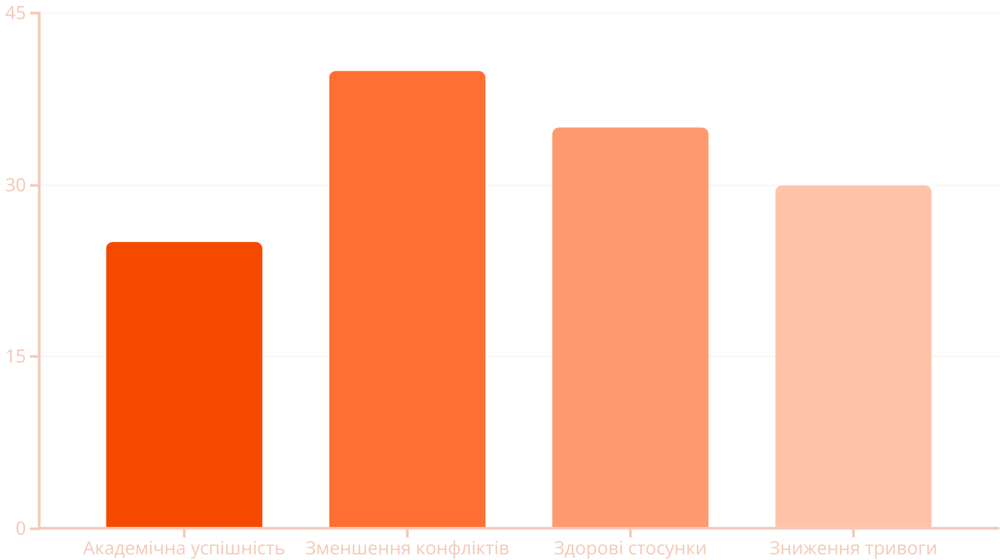 45
30
15
0
Академічна успішність
Зменшення конфліктів
Здорові стосунки
Зниження тривоги